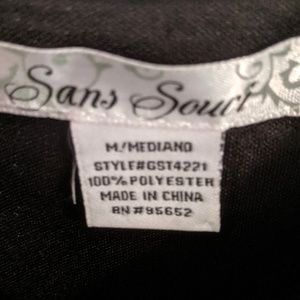 Sans Souci
M/MEDIANO
STYLE#GST4221
100% POLYESTER
MADE IN CHINA
RN#95652